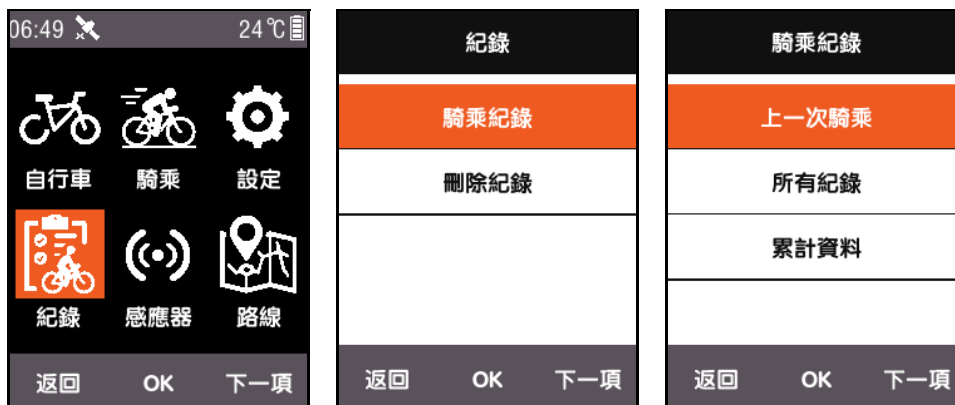 06:49 24℃
自行車 騎乘 設定
紀錄 感應器 路線
返回 OK 下一項
紀錄
騎乘紀錄
刪除紀錄
返回 OK 下一項
騎乘紀錄
上一次騎乘
所有紀錄
累計資料
返回 OK 下一項